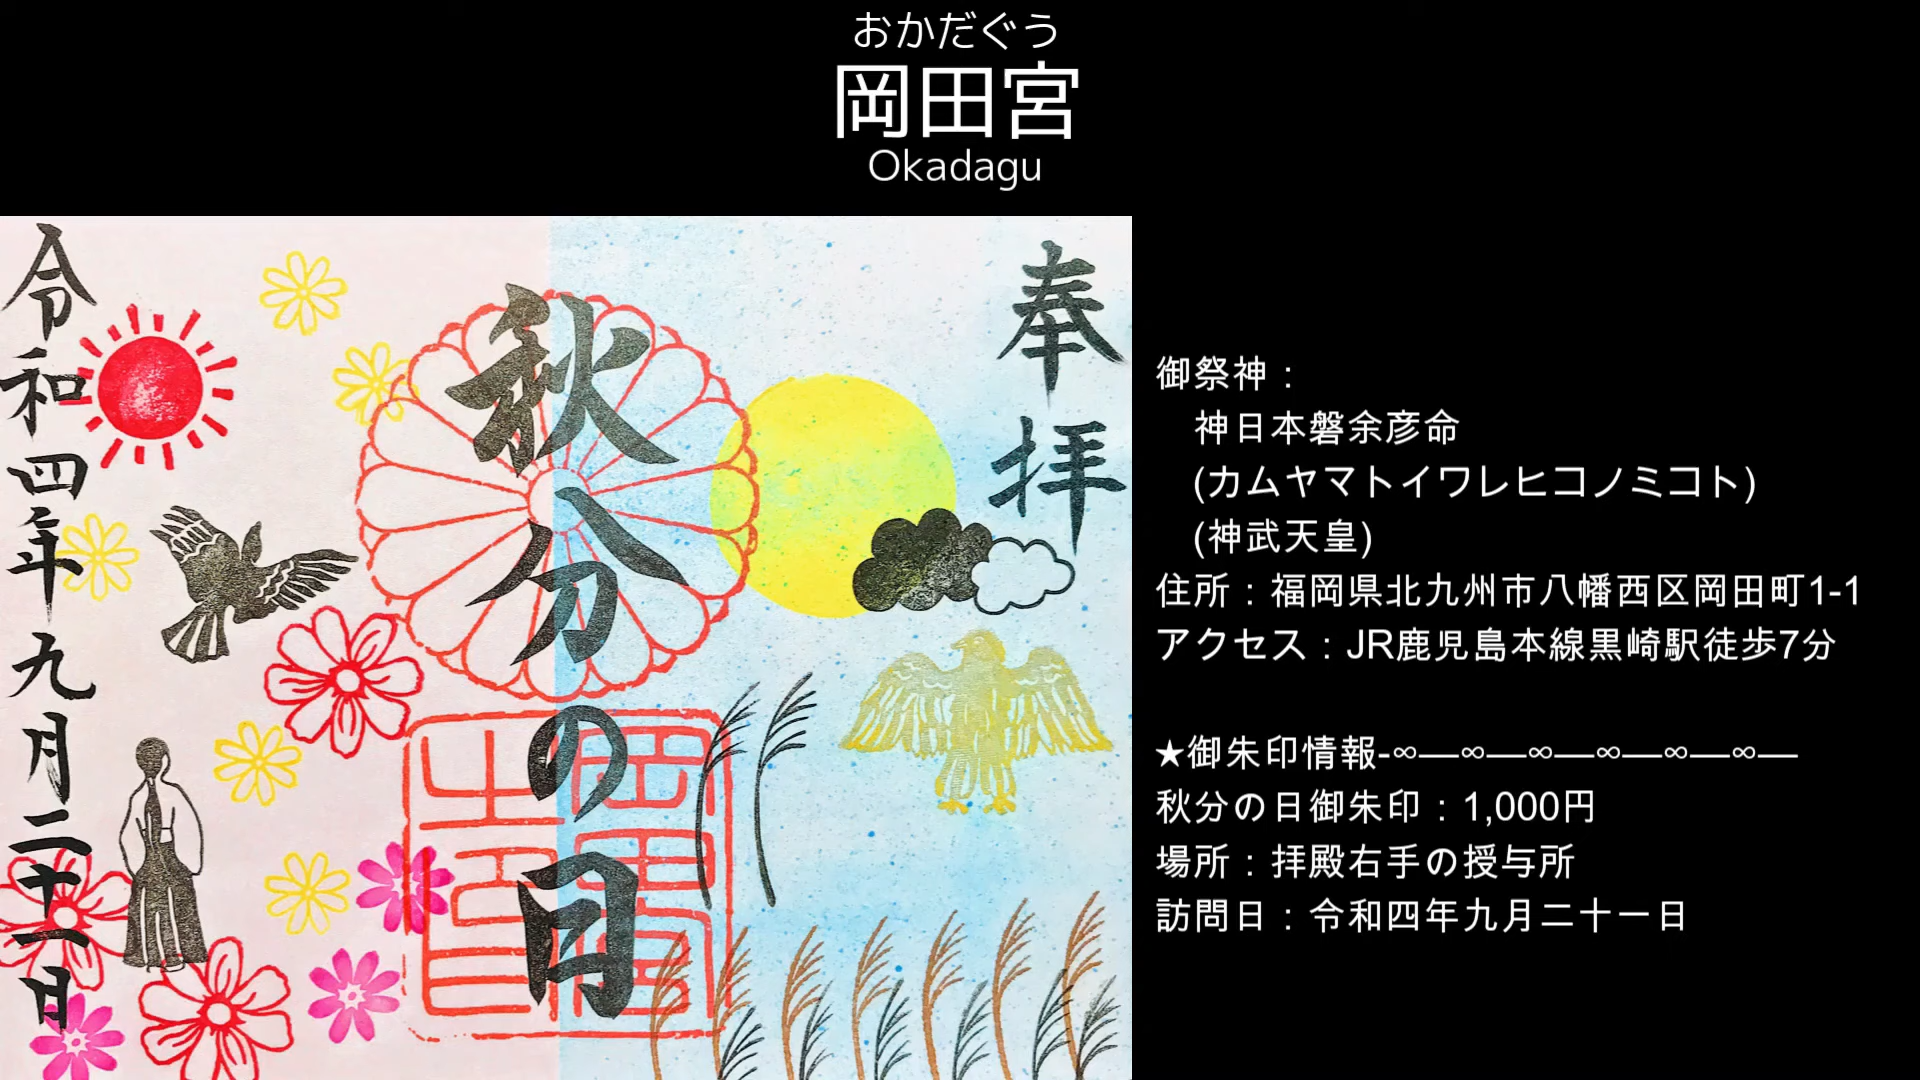 おかだぐう
岡田宮
Okadagu
奉拝
秋分の日
令和四年九月二十一日
岡田宮
御祭神：
神日本磐余彦命
(カムヤマトイワレヒコノミコト)
(神武天皇)
住所：福岡県北九州市八幡西区岡田町1-1
アクセス：JR鹿児島本線黒崎駅徒歩7分
★御朱印情報-∞—∞—∞—∞—∞—∞—
秋分の日御朱印：1,000円
場所：拝殿右手の授与所
訪問日：令和四年九月二十一日